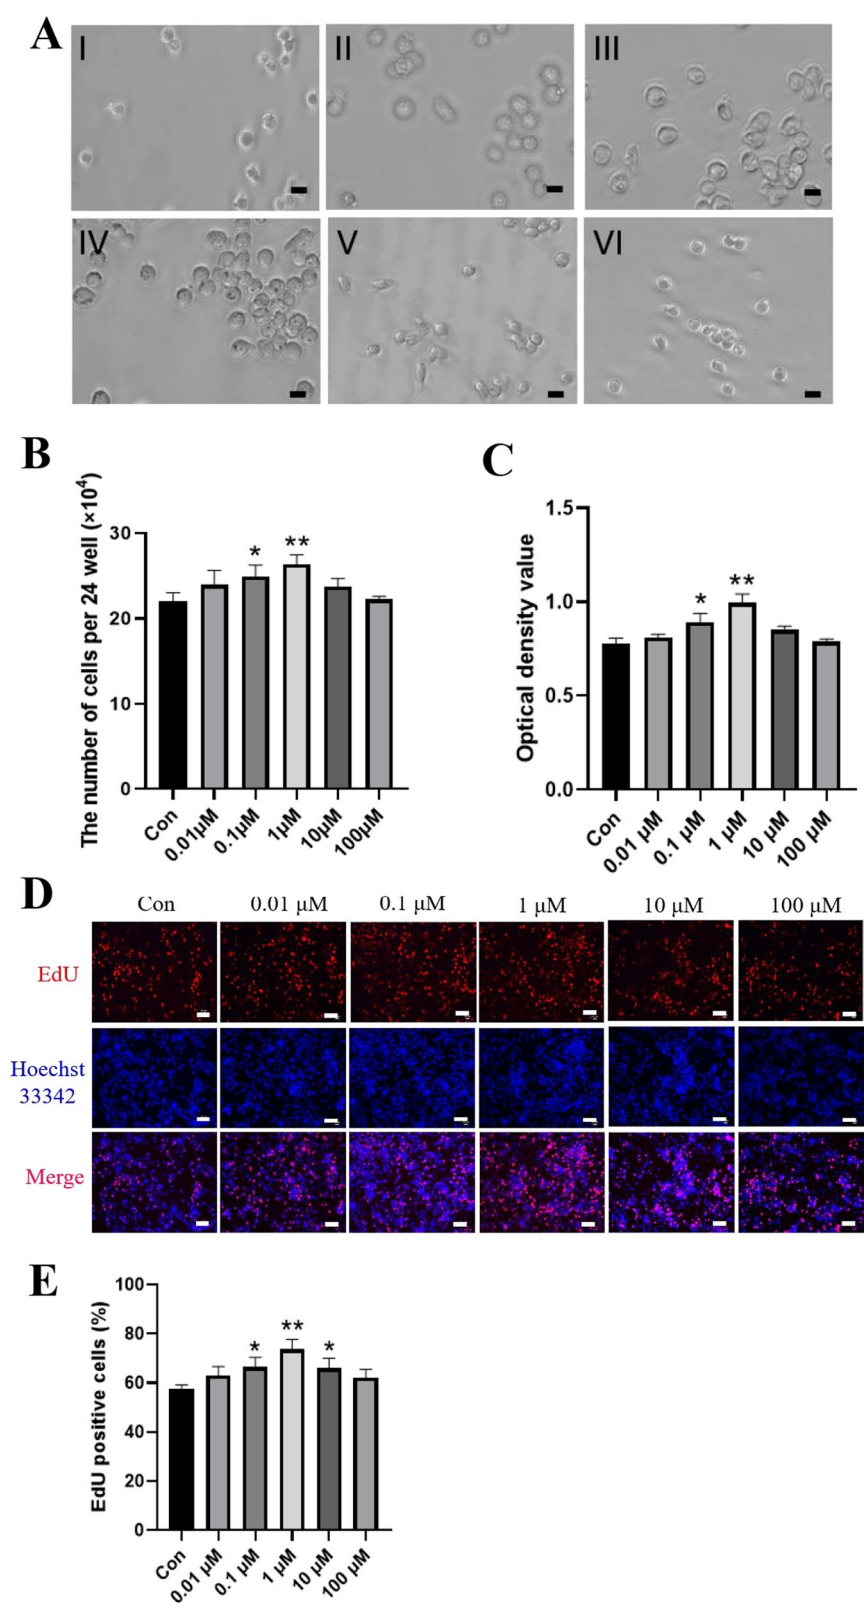 A
I
II
III
IV
V
VI
B
The number of cells per 24 well (×10⁴)
30
20
10
0
*
**
Con
0.01μM
0.1μM
1μM
10μM
100μM
C
Optical density value
1.5
1.0
0.5
0.0
*
**
Con
0.01 μM
0.1 μM
1 μM
10 μM
100 μM
D
Con
0.01 μM
0.1 μM
1 μM
10 μM
100 μM
EdU
Hoechst
33342
Merge
E
EdU positive cells (%)
100
80
60
40
20
0
*
**
*
Con
0.01 μM
0.1 μM
1 μM
10 μM
100 μM